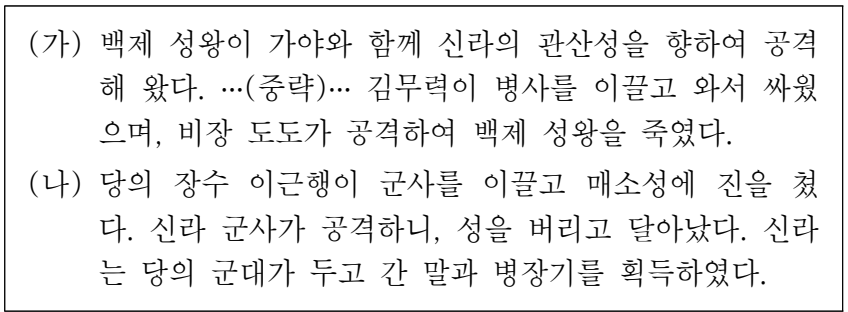 (가) 백제 성왕이 가야와 함께 신라의 관산성을 향하여 공격
해 왔다. …(중략)… 김무력이 병사를 이끌고 와서 싸웠
으며, 비장 도도가 공격하여 백제 성왕을 죽였다.
(나) 당의 장수 이근행이 군사를 이끌고 매소성에 진을 쳤
다. 신라 군사가 공격하니, 성을 버리고 달아났다. 신라
는 당의 군대가 두고 간 말과 병장기를 획득하였다.